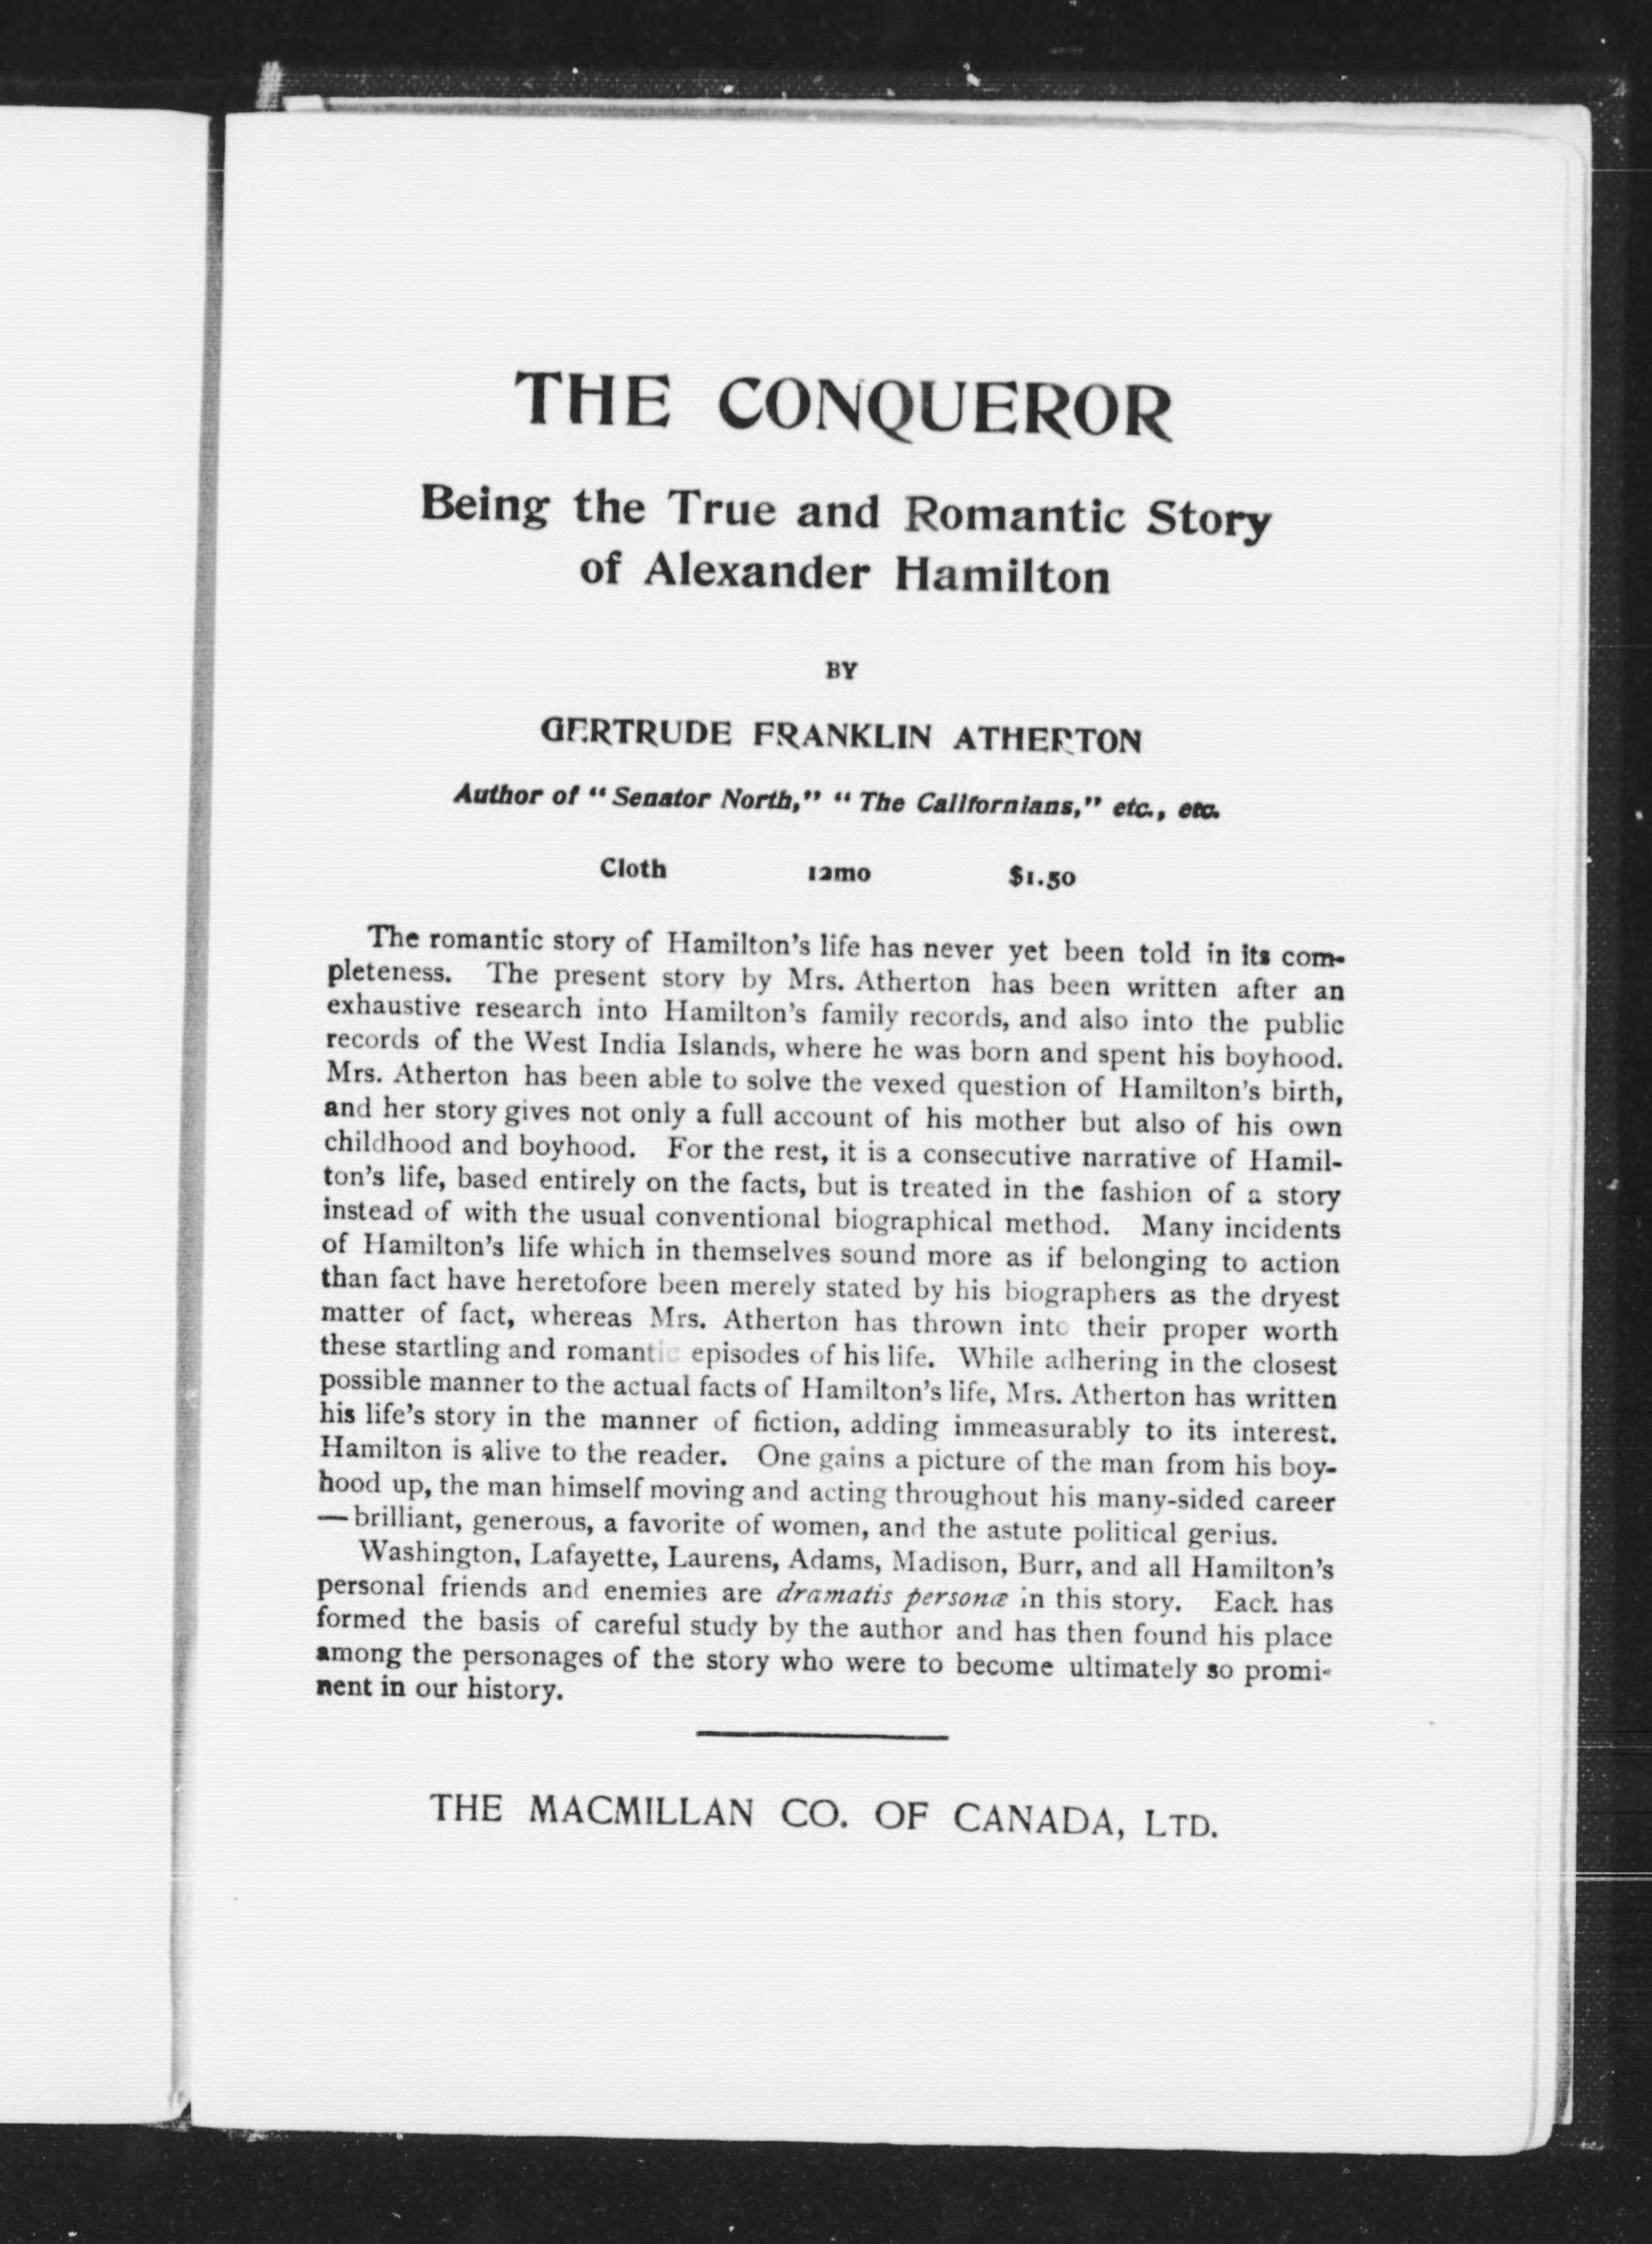 THE CONQUEROR
Being the True and Romantic Story
of Alexander Hamilton
BY
GERTRUDE FRANKLIN ATHERTON
Author of "Senator North," "The Californians," etc., etc.
Cloth 12mo $1.50
The romantic story of Hamilton's life has never yet been told in its com-
pleteness. The present story by Mrs. Atherton has been written after an
exhaustive research into Hamilton's family records, and also into the public
records of the West India Islands, where he was born and spent his boyhood.
Mrs. Atherton has been able to solve the vexed question of Hamilton's birth,
and her story gives not only a full account of his mother but also of his own
childhood and boyhood. For the rest, it is a consecutive narrative of Hamil-
ton's life, based entirely on the facts, but is treated in the fashion of a story
instead of with the usual conventional biographical method. Many incidents
of Hamilton's life which in themselves sound more as if belonging to action
than fact have heretofore been merely stated by his biographers as the dryest
matter of fact, whereas Mrs. Atherton has thrown into their proper worth
these startling and romantic episodes of his life. While adhering in the closest
possible manner to the actual facts of Hamilton's life, Mrs. Atherton has written
his life's story in the manner of fiction, adding immeasurably to its interest.
Hamilton is alive to the reader. One gains a picture of the man from his boy-
hood up, the man himself moving and acting throughout his many-sided career
— brilliant, generous, a favorite of women, and the astute political genius.
Washington, Lafayette, Laurens, Adams, Madison, Burr, and all Hamilton's
personal friends and enemies are dramatis personæ in this story. Each has
formed the basis of careful study by the author and has then found his place
among the personages of the story who were to become ultimately so promi-
nent in our history.
THE MACMILLAN CO. OF CANADA, LTD.